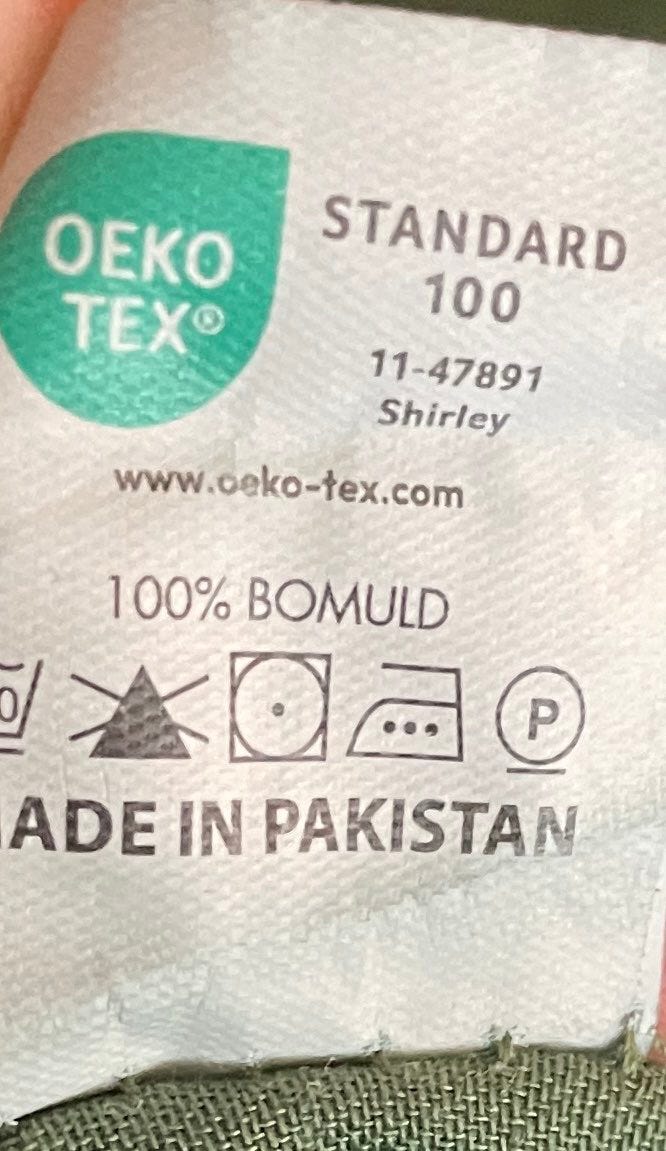 OEKO
TEX®
STANDARD
100
11-47891
Shirley
www.oeko-tex.com
100% BOMULD
P
ADE IN PAKISTAN